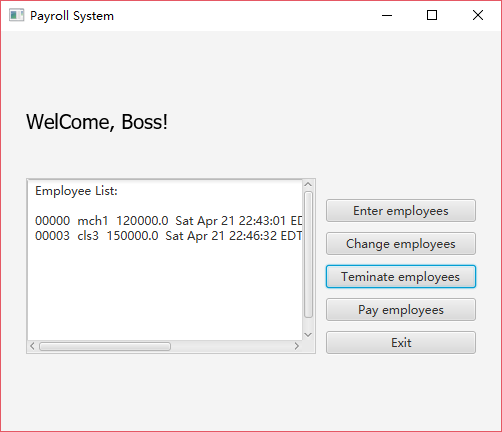 Payroll System
WelCome, Boss!
Employee List:
00000 mch1 120000.0 Sat Apr 21 22:43:01
00003 cls3 150000.0 Sat Apr 21 22:46:32 EDT
Enter employees
Change employees
Teminate employees
Pay employees
Exit